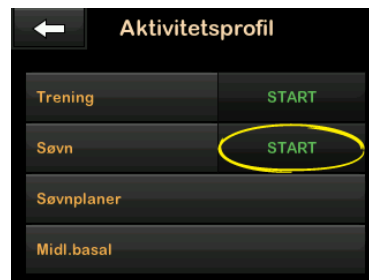 Aktivitetsprofil
Trening START
Søvn START
Søvnplaner
Midl.basal